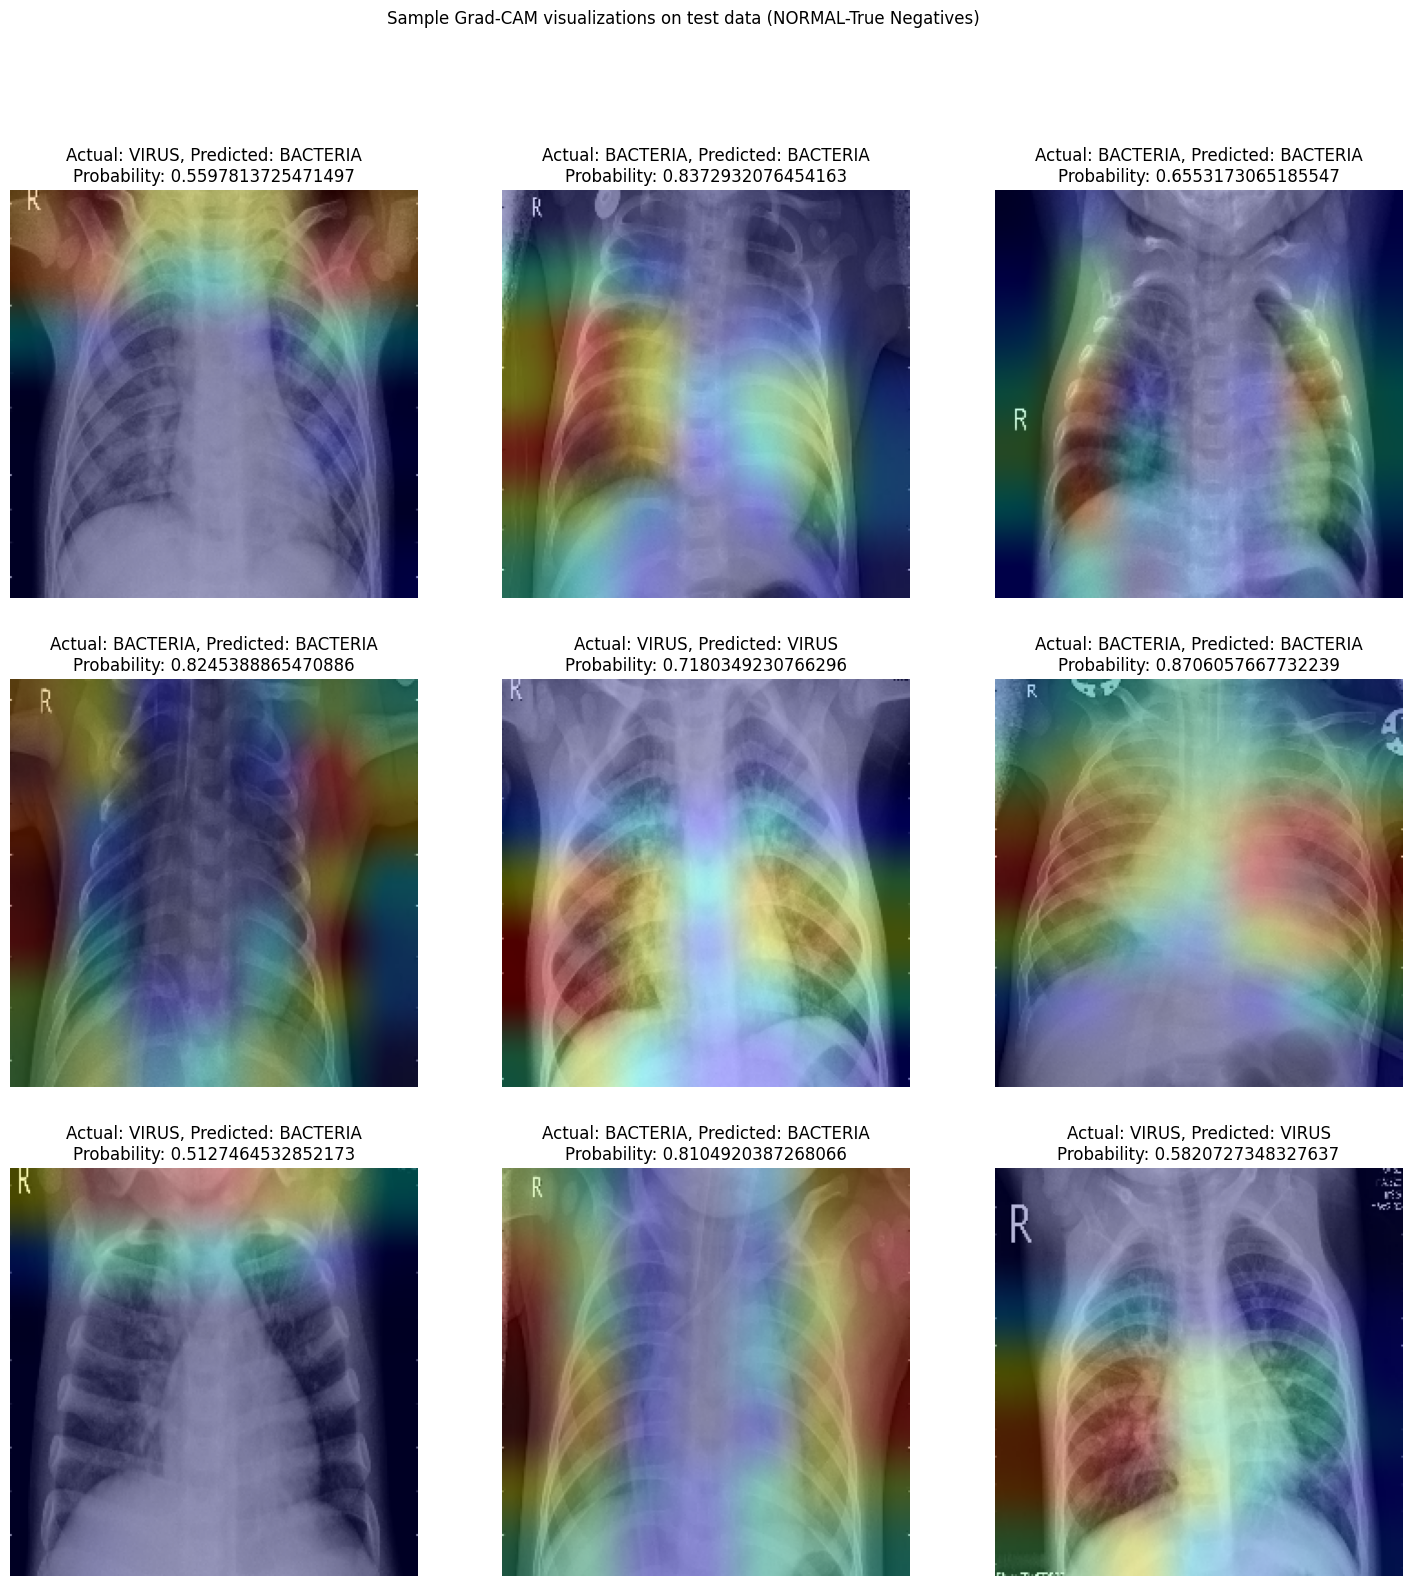 Sample Grad-CAM visualizations on test data (NORMAL-True Negatives)
Actual: VIRUS, Predicted: BACTERIA
Probability: 0.5597813725471497
Actual: BACTERIA, Predicted: BACTERIA
Probability: 0.8372932076454163
Actual: BACTERIA, Predicted: BACTERIA
Probability: 0.6553173065185547
R
R
R
Actual: BACTERIA, Predicted: BACTERIA
Probability: 0.8245388865470886
Actual: VIRUS, Predicted: VIRUS
Probability: 0.7180349230766296
Actual: BACTERIA, Predicted: BACTERIA
Probability: 0.8706057667732239
R
R
R
Actual: VIRUS, Predicted: BACTERIA
Probability: 0.5127464532852173
Actual: BACTERIA, Predicted: BACTERIA
Probability: 0.8104920387268066
Actual: VIRUS, Predicted: VIRUS
Probability: 0.5820727348327637
R
R
R